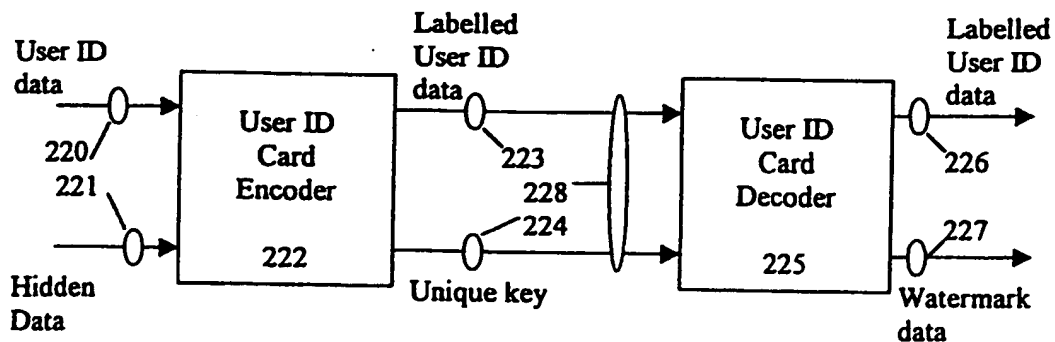 User ID
data
220
221
Hidden
Data
User ID
Card
Encoder
222
Labelled
User ID
data
223
228
224
Unique key
User ID
Card
Decoder
225
Labelled
User ID
data
226
227
Watermark
data